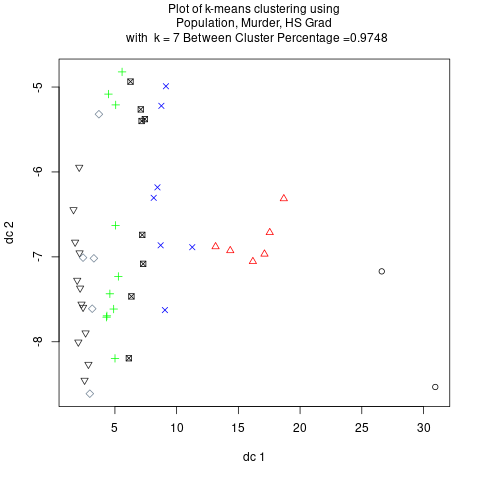 Plot of k-means clustering using
Population, Murder, HS Grad
with k = 7 Between Cluster Percentage =0.9748
-5
-6
-7
-8
dc 2
5 10 15 20 25 30
dc 1